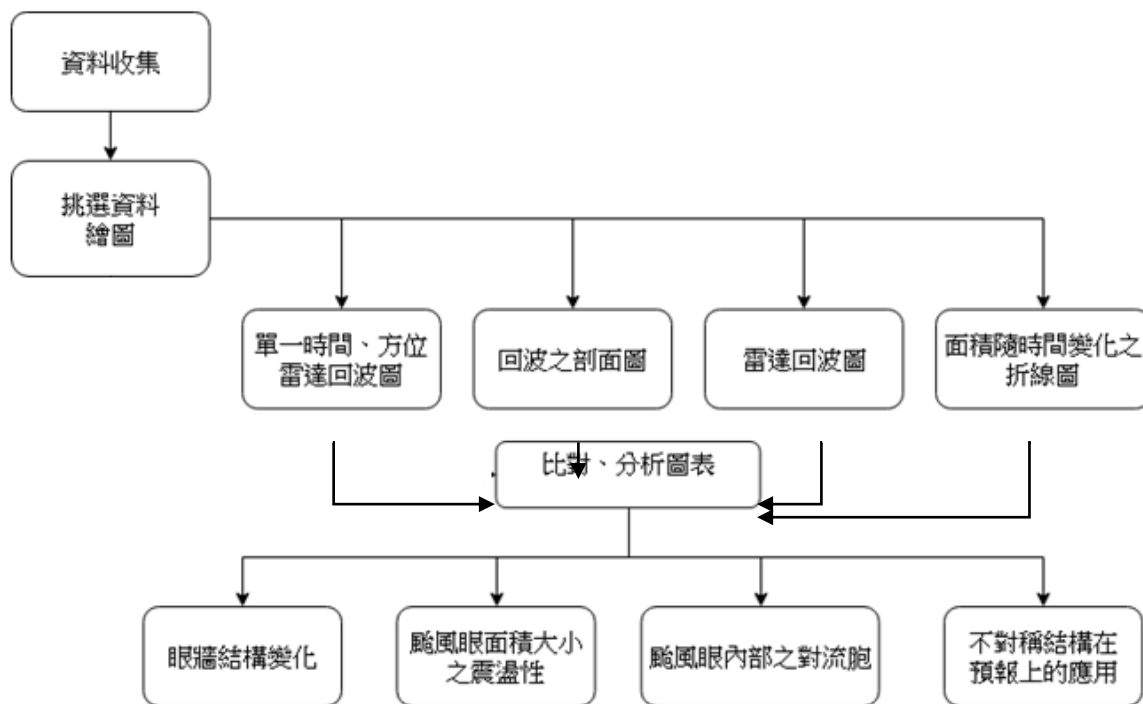 資料收集
挑選資料
繪圖
單一時間、方位
雷達回波圖
回波之剖面圖
雷達回波圖
面積隨時間變化之
折線圖
比對、分析圖表
眼牆結構變化
颱風眼面積大小
之震盪性
颱風眼內部之對流胞
不對稱結構在
預報上的應用